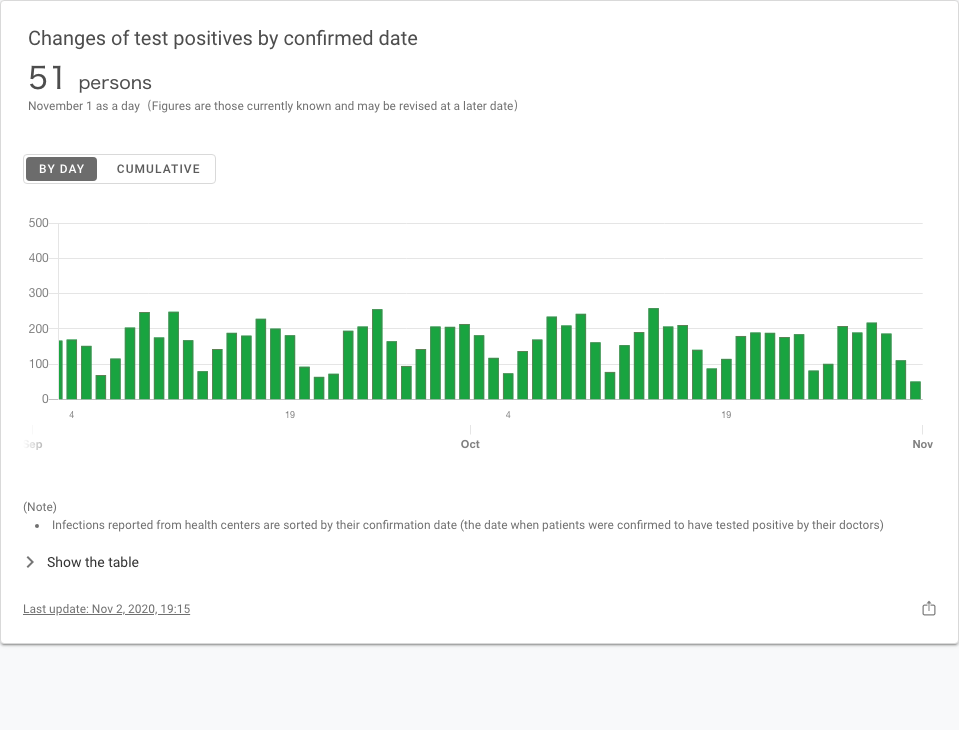 Changes of test positives by confirmed date
51 persons
November 1 as a day（Figures are those currently known and may be revised at a later date）
BY DAY CUMULATIVE
500
400
300
200
100
0
4 19 4 19
Sep Oct Nov
(Note)
• Infections reported from health centers are sorted by their confirmation date (the date when patients were confirmed to have tested positive by their doctors)
Show the table
Last update: Nov 2, 2020, 19:15